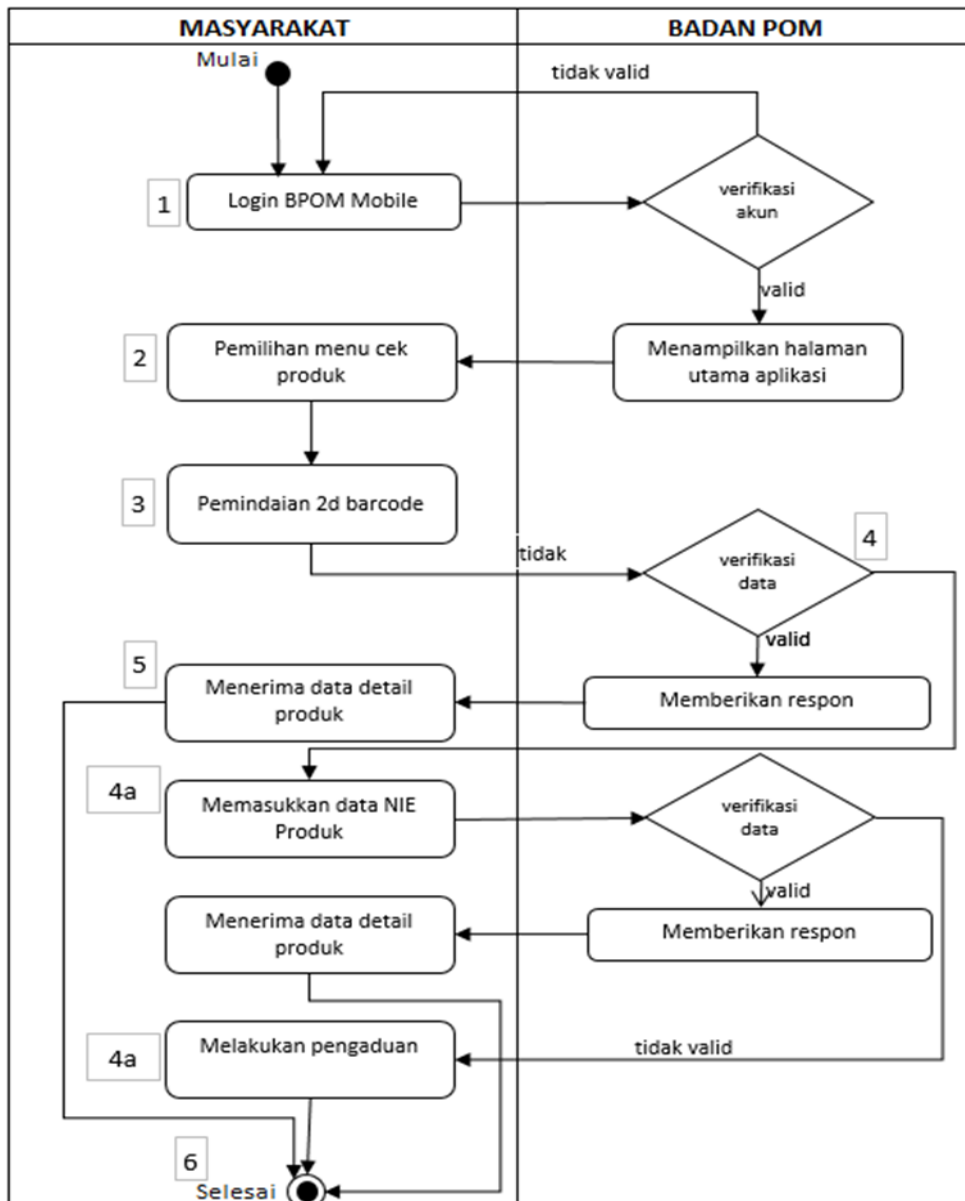 MASYARAKAT
BADAN POM
Mulai
tidak valid
1
Login BPOM Mobile
verifikasi
akun
valid
2
Pemilihan menu cek
produk
Menampilkan halaman
utama aplikasi
3
Pemindaian 2d barcode
tidak
verifikasi
data
4
valid
5
Menerima data detail
produk
Memberikan respon
4a
Memasukkan data NIE
Produk
verifikasi
data
valid
Menerima data detail
produk
Memberikan respon
4a
Melakukan pengaduan
tidak valid
6
Selesai